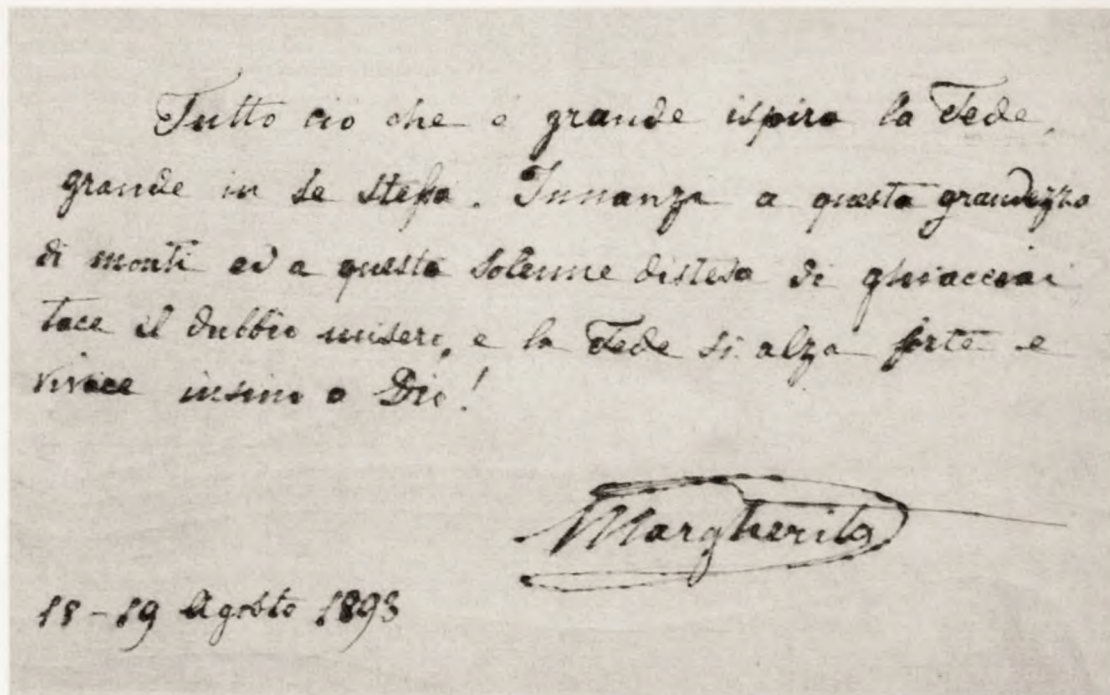 Tutto ciò che è grande ispira la Fede,
grande in se stessa. Innanzi a questa grandezza
di monti ed a questa solenne distesa di ghiacciai
tace il dubbio misero, e la Fede si alza forte e
vivace insino a Dio!
Margherita
18-19 Agosto 1893